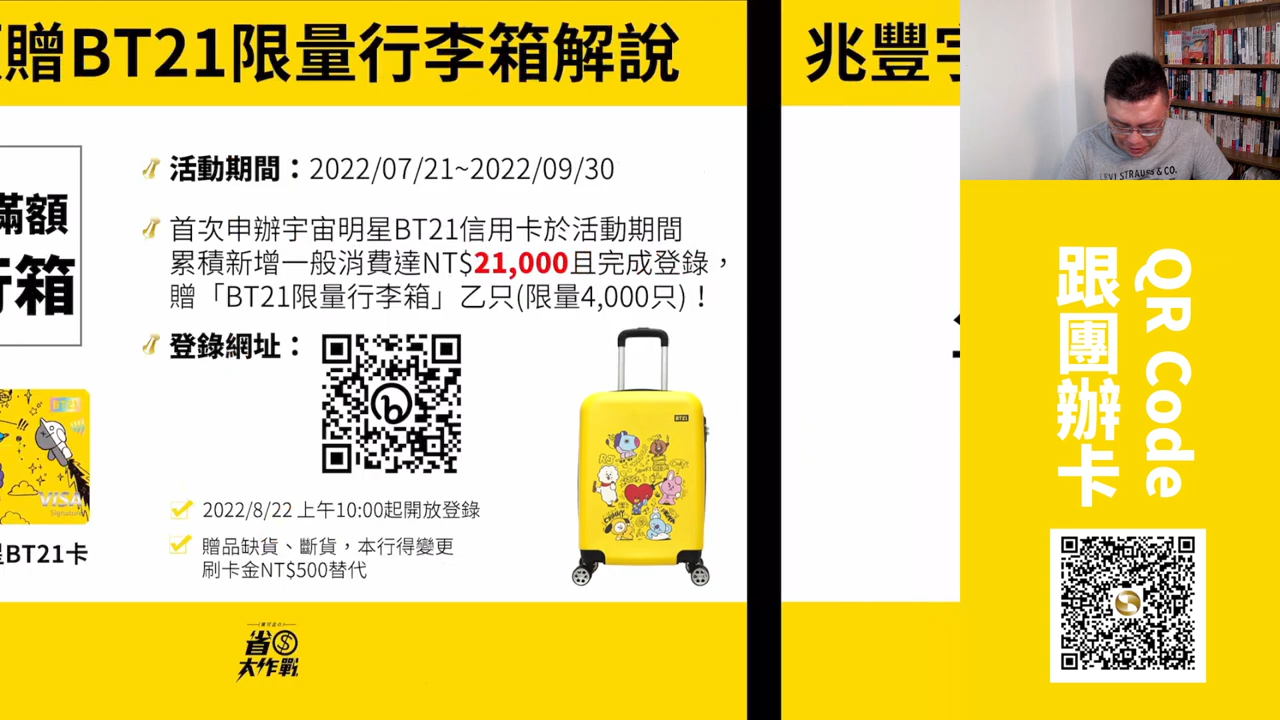 贈BT21限量行李箱解說
兆豐宇
滿額
行箱
活動期間：2022/07/21~2022/09/30
首次申辦宇宙明星BT21信用卡於活動期間
累積新增一般消費達NT$21,000且完成登錄，
贈「BT21限量行李箱」乙只(限量4,000只)！
登錄網址：
BT21
VISA
Signature
星BT21卡
2022/8/22 上午10:00起開放登錄
贈品缺貨、斷貨，本行得變更
刷卡金NT$500替代
BT21
省
大作戰
LEVI STRAUSS & CO.
QR Code
跟團辦卡